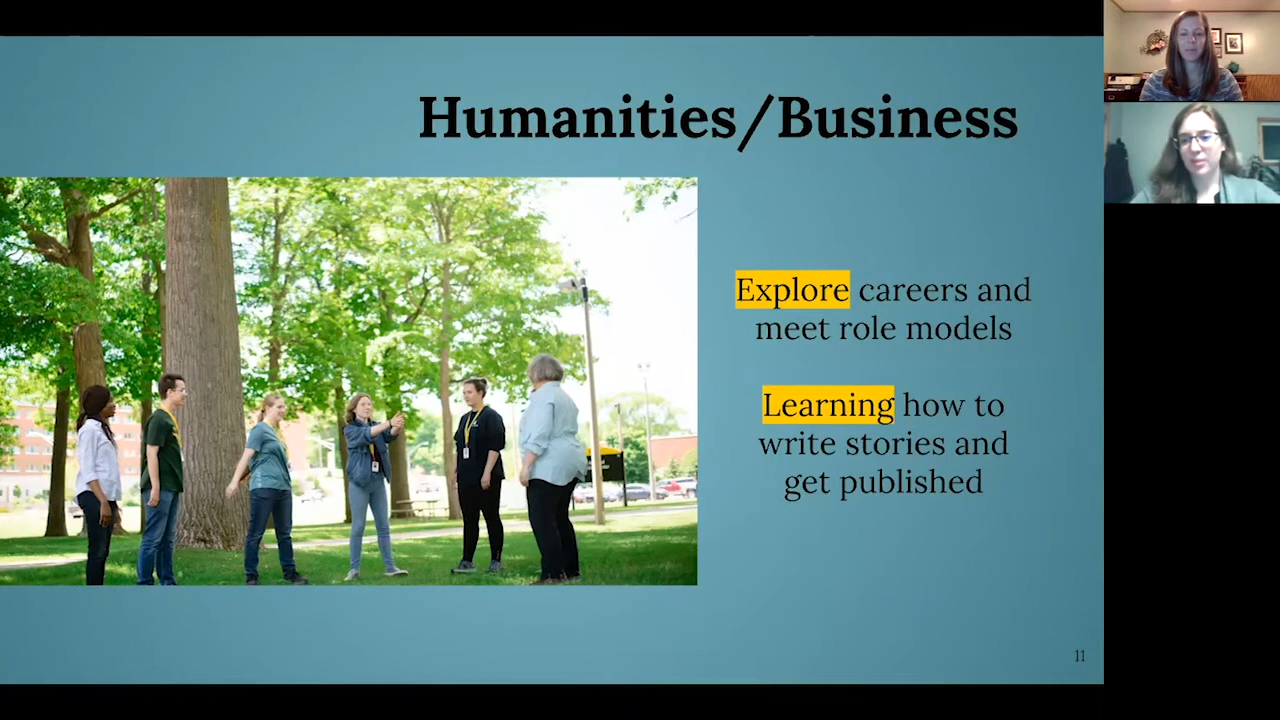 Humanities/Business
Explore careers and
meet role models
Learning how to
write stories and
get published
11